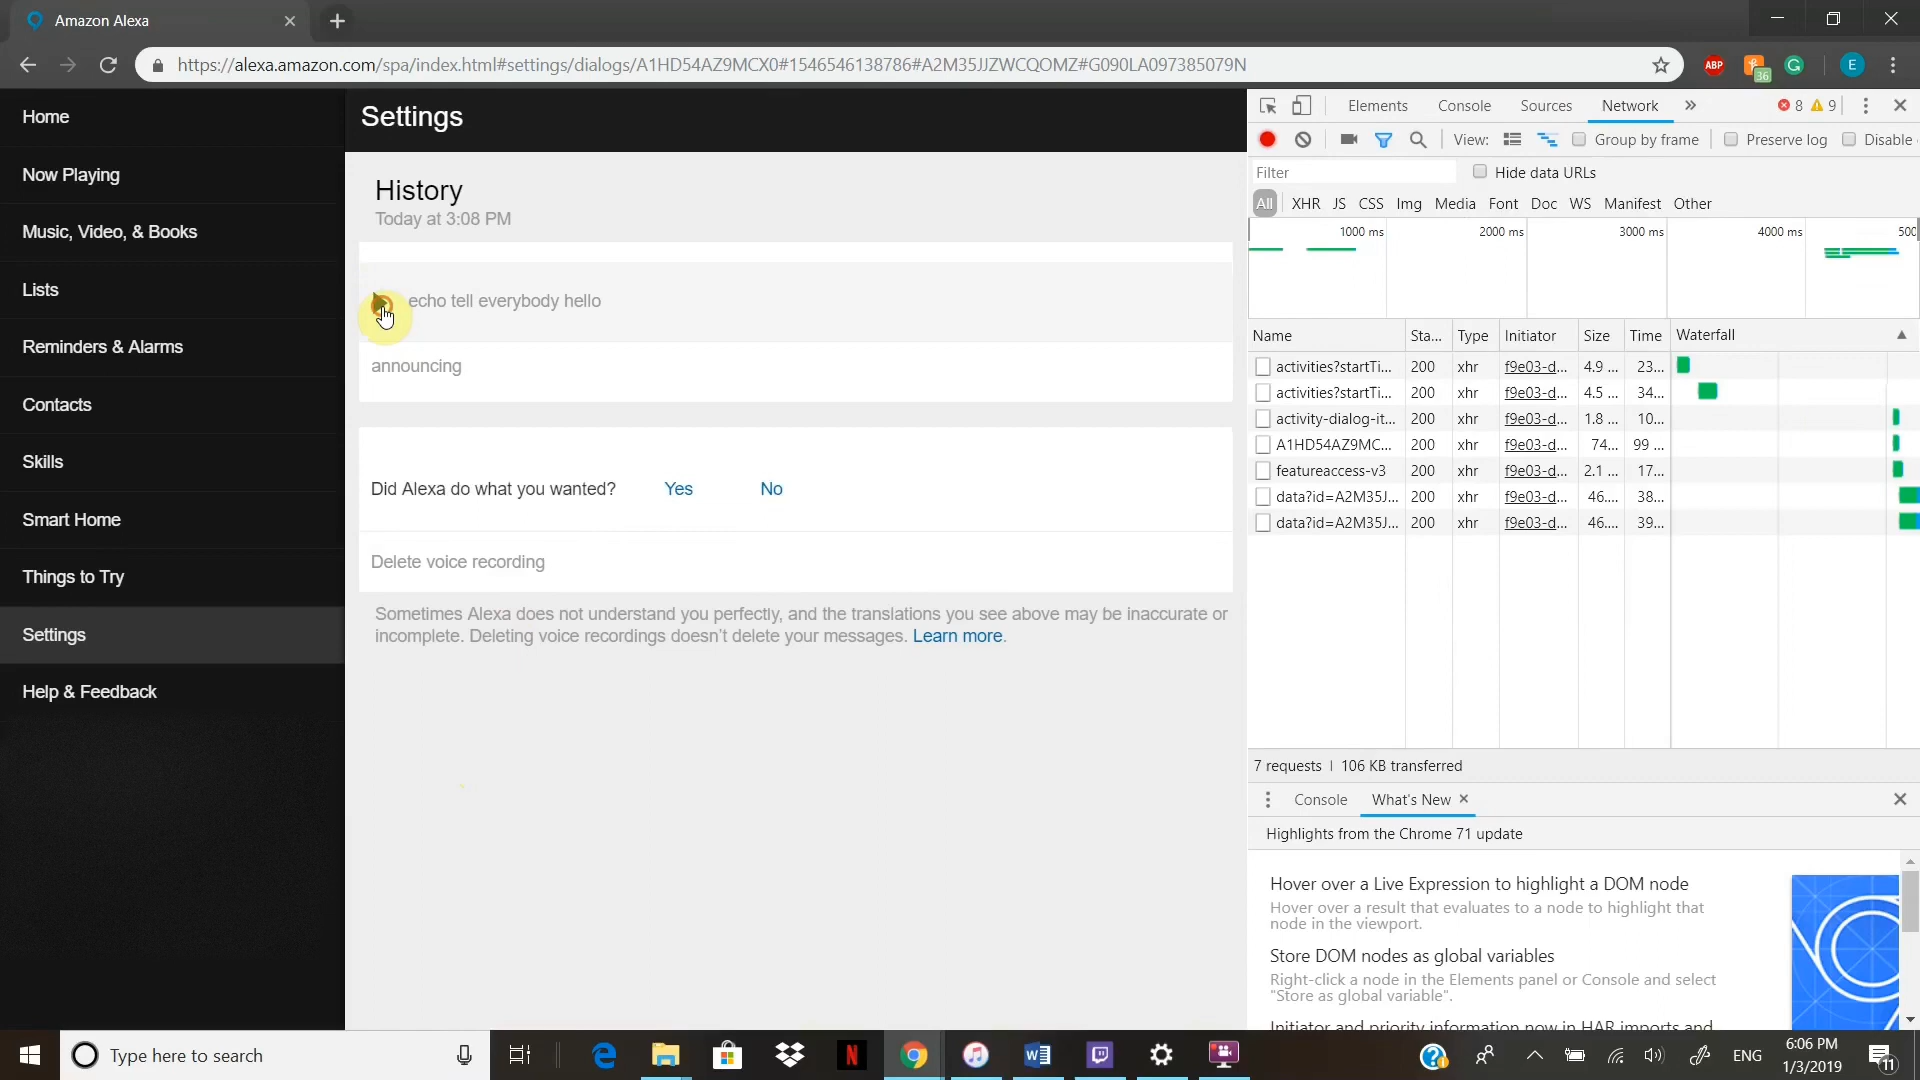 Amazon Alexa
https://alexa.amazon.com/spa/index.html#settings/dialogs/A1HD54AZ9MCX0#1546546138786#A2M35JJZWCQOMZ#G090LA097385079N
ABP
36
E
Home
Now Playing
Music, Video, & Books
Lists
Reminders & Alarms
Contacts
Skills
Smart Home
Things to Try
Settings
Help & Feedback
Settings
History
Today at 3:08 PM
echo tell everybody hello
announcing
Did Alexa do what you wanted? Yes No
Delete voice recording
Sometimes Alexa does not understand you perfectly, and the translations you see above may be inaccurate or
incomplete. Deleting voice recordings doesn't delete your messages. Learn more.
Elements Console Sources Network » 8 9
View: Group by frame Preserve log Disable
Filter Hide data URLs
All XHR JS CSS Img Media Font Doc WS Manifest Other
1000 ms 2000 ms 3000 ms 4000 ms 500
Name Sta... Type Initiator Size Time Waterfall
activities?startTi... 200 xhr f9e03-d... 4.9 ... 23...
activities?startTi... 200 xhr f9e03-d... 4.5 ... 34...
activity-dialog-it... 200 xhr f9e03-d... 1.8 ... 10...
A1HD54AZ9MC... 200 xhr f9e03-d... 74... 99 ...
featureaccess-v3 200 xhr f9e03-d... 2.1 ... 17...
data?id=A2M35J... 200 xhr f9e03-d... 46.... 38...
data?id=A2M35J... 200 xhr f9e03-d... 46.... 39...
7 requests | 106 KB transferred
Console What's New
Highlights from the Chrome 71 update
Hover over a Live Expression to highlight a DOM node
Hover over a result that evaluates to a node to highlight that
node in the viewport.
Store DOM nodes as global variables
Right-click a node in the Elements panel or Console and select
"Store as global variable".
Initiator and priority information now in HAR imports and
Type here to search
ENG
6:06 PM
1/3/2019
11